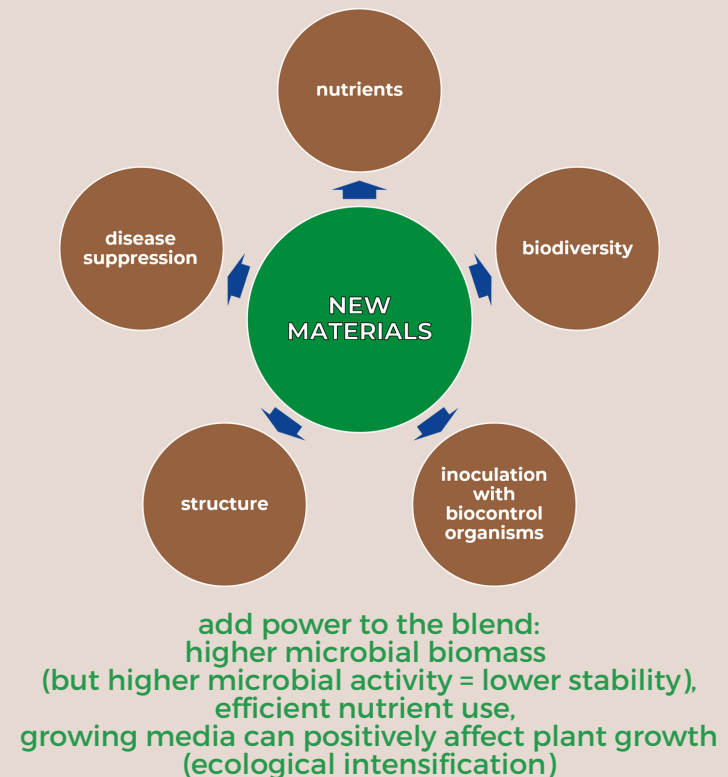 nutrients
disease
suppression
biodiversity
NEW
MATERIALS
structure
inoculation
with
biocontrol
organisms
add power to the blend:
higher microbial biomass
(but higher microbial activity = lower stability),
efficient nutrient use,
growing media can positively affect plant growth
(ecological intensification)